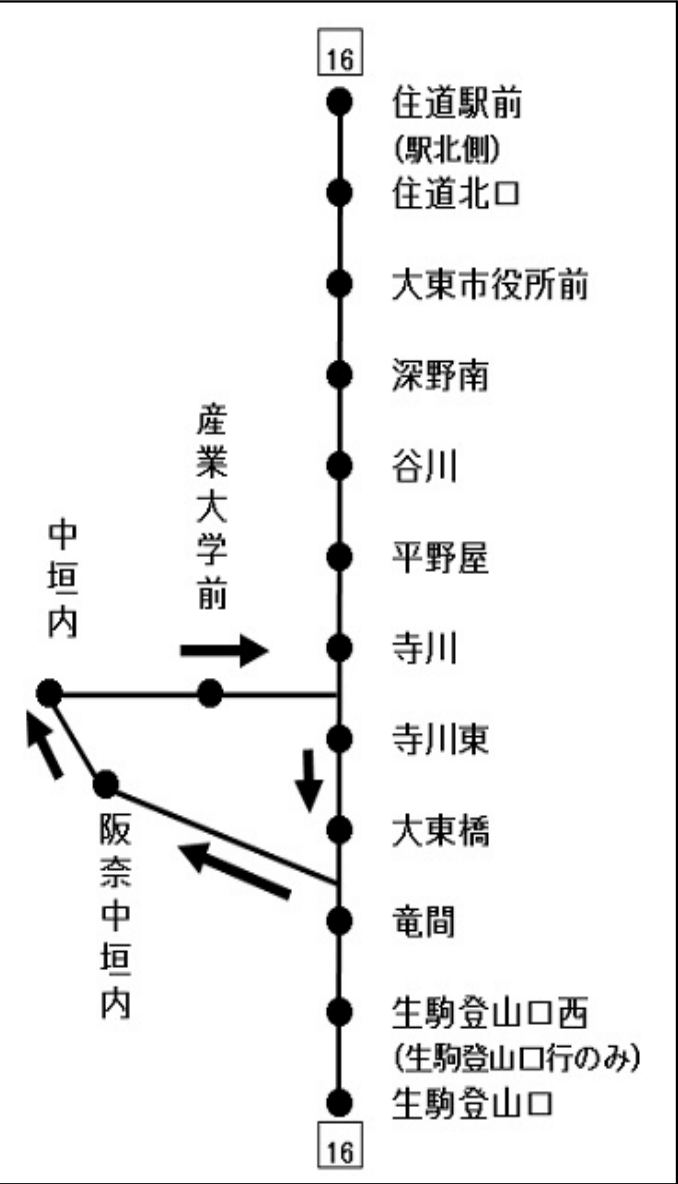 16
住道駅前
(駅北側)
住道北口
大東市役所前
深野南
谷川
平野屋
寺川
寺川東
大東橋
竜間
生駒登山口西
(生駒登山口行のみ)
生駒登山口
16
産業大学前
中垣内
阪奈中垣内